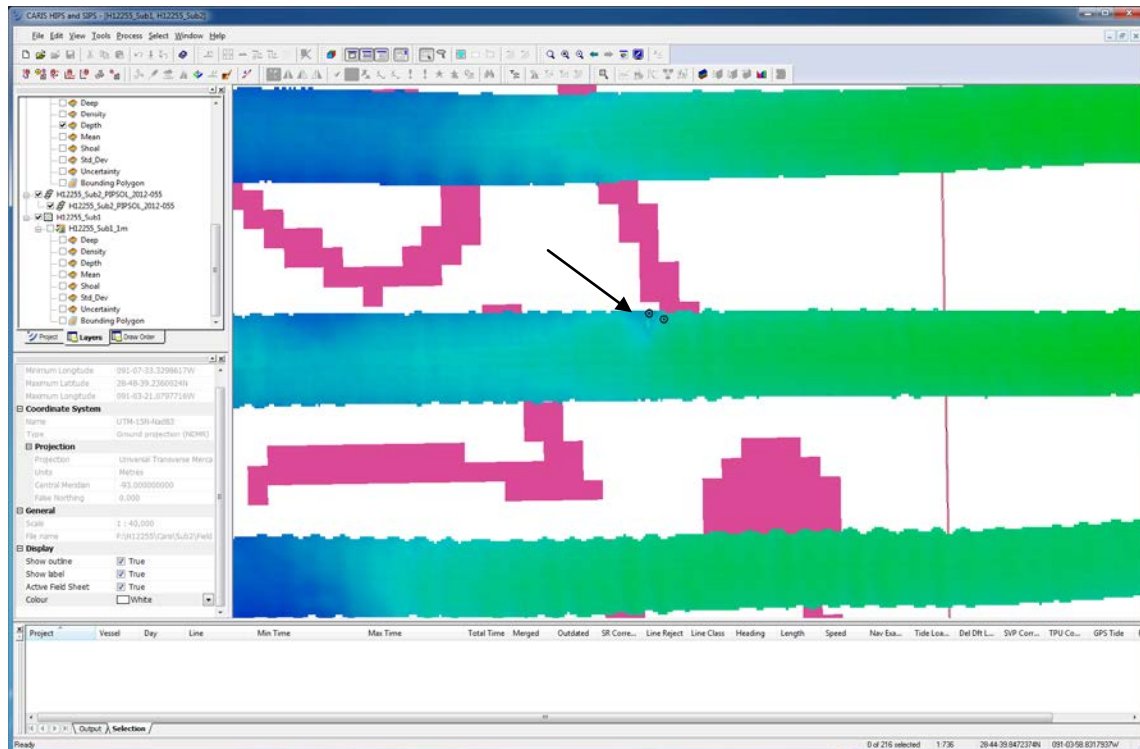 CARIS HIPS and SIPS - [H12255_Sub1, H12255_Sub2]
File Edit View Tools Process Select Window Help
Deep
Density
Depth
Mean
Shoal
Std_Dev
Uncertainty
Bounding Polygon
H12255_Sub2_PIPSOL_2012-055
H12255_Sub2_PIPSOL_2012-055
H12255_Sub1
H12255_Sub1_1m
Deep
Density
Depth
Mean
Shoal
Std_Dev
Uncertainty
Bounding Polygon
Project Layers Draw Order
Minimum Longitude 091-07-33.3298617W
Maximum Latitude 28-48-39.2360024N
Maximum Longitude 091-03-21.0797716W
Coordinate System
Name UTM-15N-Nad83
Type Ground projection (NOMR)
Projection
Projection Universal Transverse Merca
Units Metres
Central Meridian -93.000000000
False Northing 0.000
General
Scale 1 : 40,000
File name
Display
Show outline True
Show label True
Active Field Sheet True
Colour White
Project Vessel Day Line Min Time Max Time Total Time Merged Outdated SR Corre... Line Reject Line Class Heading Length Speed Nav Exa... Tide Loa... Del Dft L... SVP Corr... TPU Co... GPS Tide
Output Selection
Ready 0 of 216 selected 1:736 28-44-39.8472374N 091-03-58.8317937W